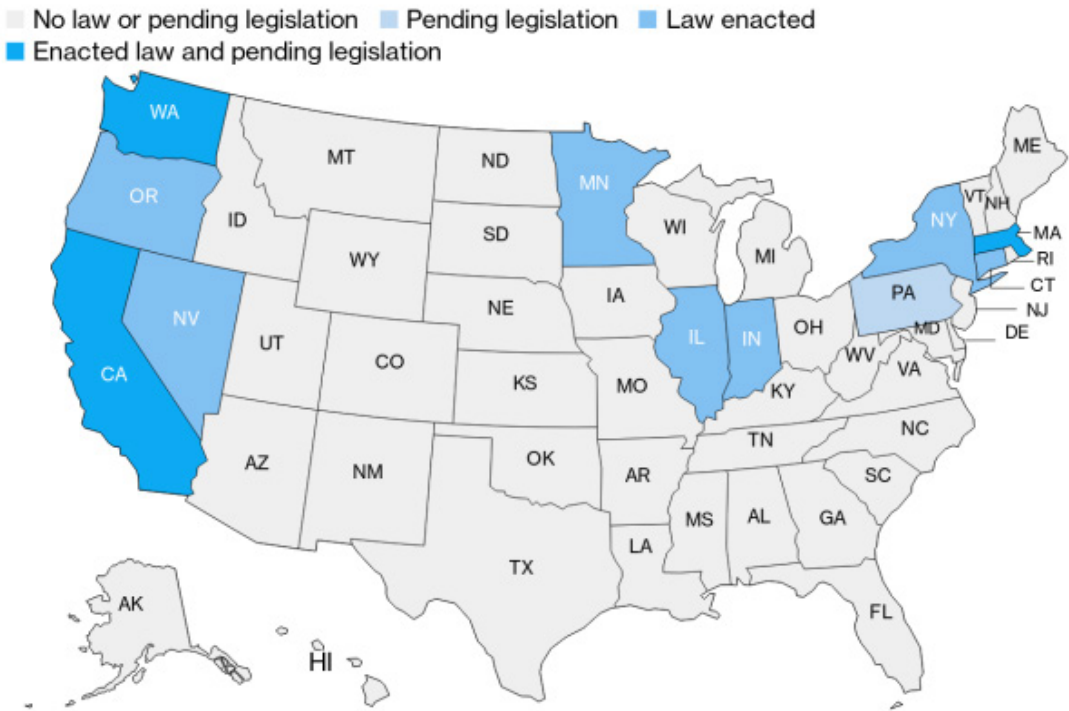 No law or pending legislation Pending legislation Law enacted
Enacted law and pending legislation
WA
MT
ND
MN
ME
OR
ID
SD
WI
VT
NH
NY
MA
WY
MI
RI
IA
PA
CT
NE
NV
UT
IL
IN
OH
NJ
MD
DE
CO
WV
CA
KS
MO
KY
VA
AZ
NM
OK
TN
NC
AR
SC
MS
AL
GA
LA
TX
AK
FL
HI